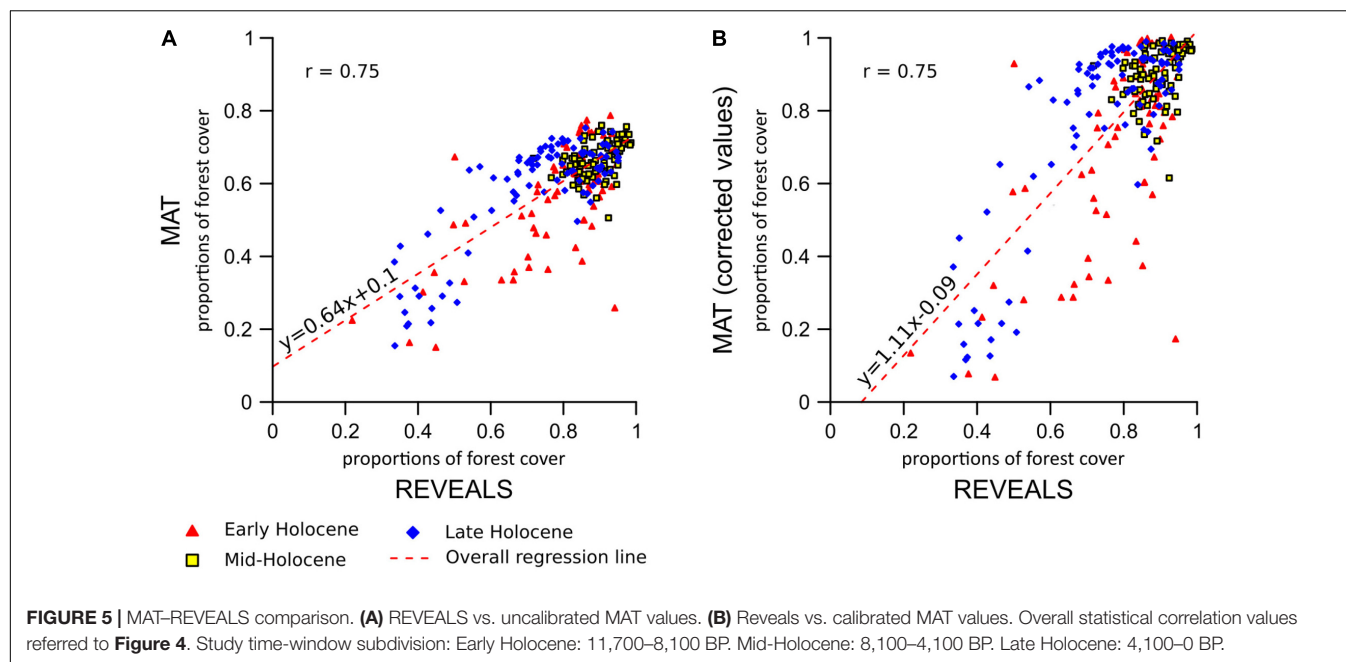 A
1
0.8
0.6
0.4
0.2
0
r = 0.75
y=0.64x+0.1
MAT
proportions of forest cover
0 0.2 0.4 0.6 0.8 1
proportions of forest cover
REVEALS
B
1
0.8
0.6
0.4
0.2
0
r = 0.75
y=1.11x-0.09
MAT (corrected values)
proportions of forest cover
0 0.2 0.4 0.6 0.8 1
proportions of forest cover
REVEALS
Early Holocene
Late Holocene
Mid-Holocene
Overall regression line
FIGURE 5 | MAT–REVEALS comparison. (A) REVEALS vs. uncalibrated MAT values. (B) Reveals vs. calibrated MAT values. Overall statistical correlation values
referred to Figure 4. Study time-window subdivision: Early Holocene: 11,700–8,100 BP. Mid-Holocene: 8,100–4,100 BP. Late Holocene: 4,100–0 BP.